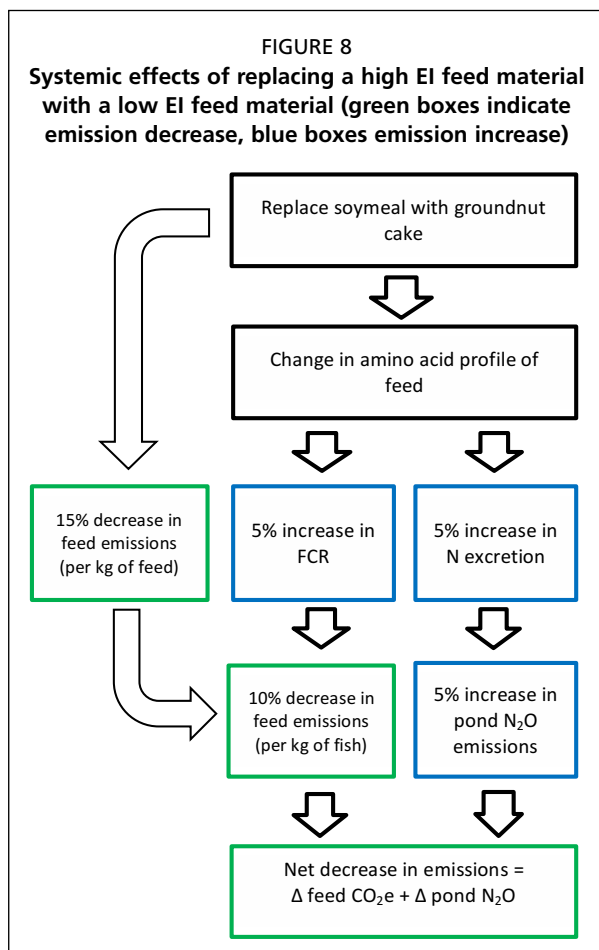 FIGURE 8
Systemic effects of replacing a high EI feed material
with a low EI feed material (green boxes indicate
emission decrease, blue boxes emission increase)
Replace soymeal with groundnut
cake
Change in amino acid profile of
feed
15% decrease in
feed emissions
(per kg of feed)
5% increase in
FCR
5% increase in
N excretion
10% decrease in
feed emissions
(per kg of fish)
5% increase in
pond N₂O
emissions
Net decrease in emissions =
Δ feed CO₂e + Δ pond N₂O